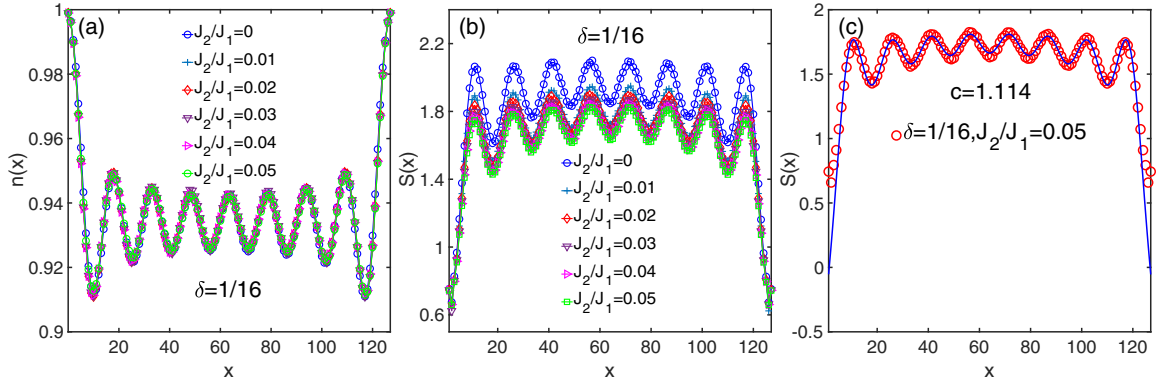 (a)
J₂/J₁=0
J₂/J₁=0.01
J₂/J₁=0.02
J₂/J₁=0.03
J₂/J₁=0.04
J₂/J₁=0.05
δ=1/16
n(x)
1
0.98
0.96
0.94
0.92
0.9
20 40 60 80 100 120
x
(b)
δ=1/16
J₂/J₁=0
J₂/J₁=0.01
J₂/J₁=0.02
J₂/J₁=0.03
J₂/J₁=0.04
J₂/J₁=0.05
S(x)
2.2
1.8
1.4
1
0.6
20 40 60 80 100 120
x
(c)
c=1.114
δ=1/16,J₂/J₁=0.05
S(x)
2
1.5
1
0.5
0
-0.5
20 40 60 80 100 120
x